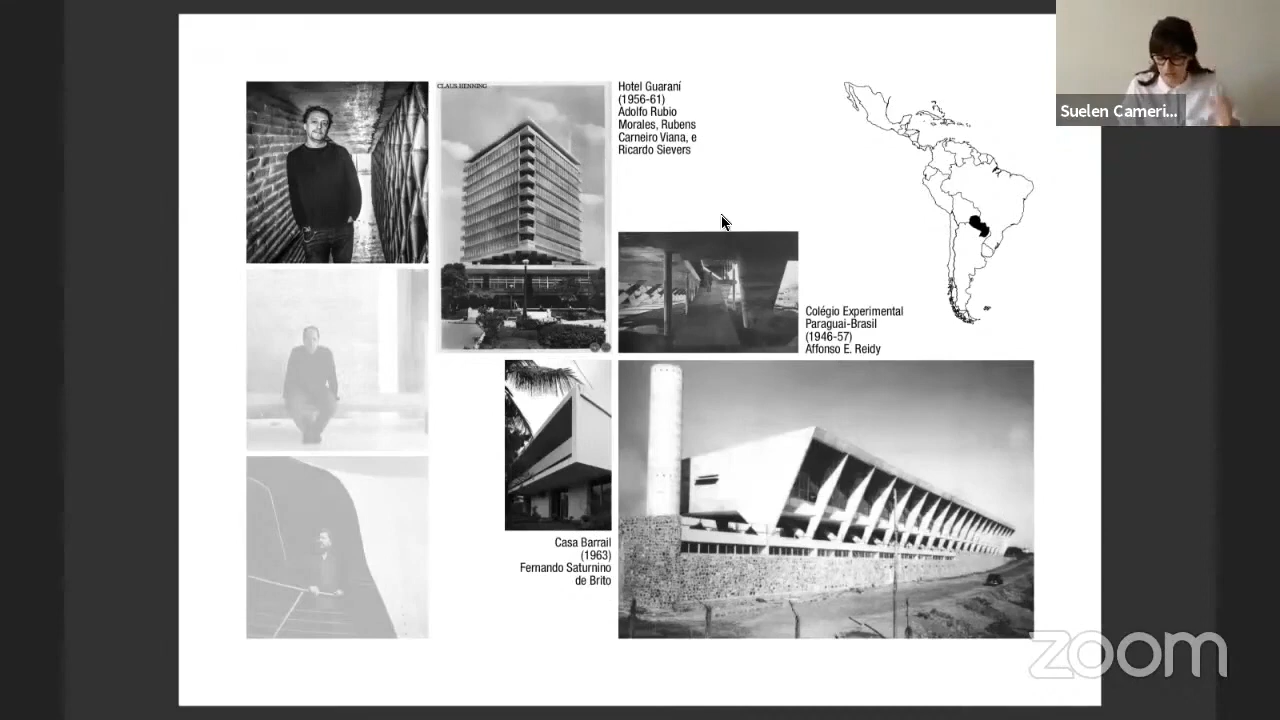 CLAUS HENNING
Hotel Guaraní
(1956-61)
Adolfo Rubio
Morales, Rubens
Carneiro Viana, e
Ricardo Sievers
Suelen Cameri...
Colégio Experimental
Paraguai-Brasil
(1946-57)
Affonso E. Reidy
Casa Barrail
(1963)
Fernando Saturnino
de Brito
zoom